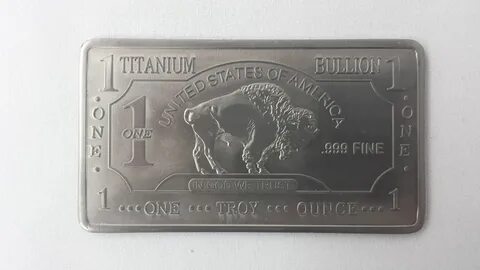 1 TITANIUM BULLION 1
UNITED STATES OF AMERICA
· ONE ·
1
ONE
.999 FINE
· ONE ·
IN GOD WE TRUST
1 ··· ONE ··· TROY ··· OUNCE ··· 1